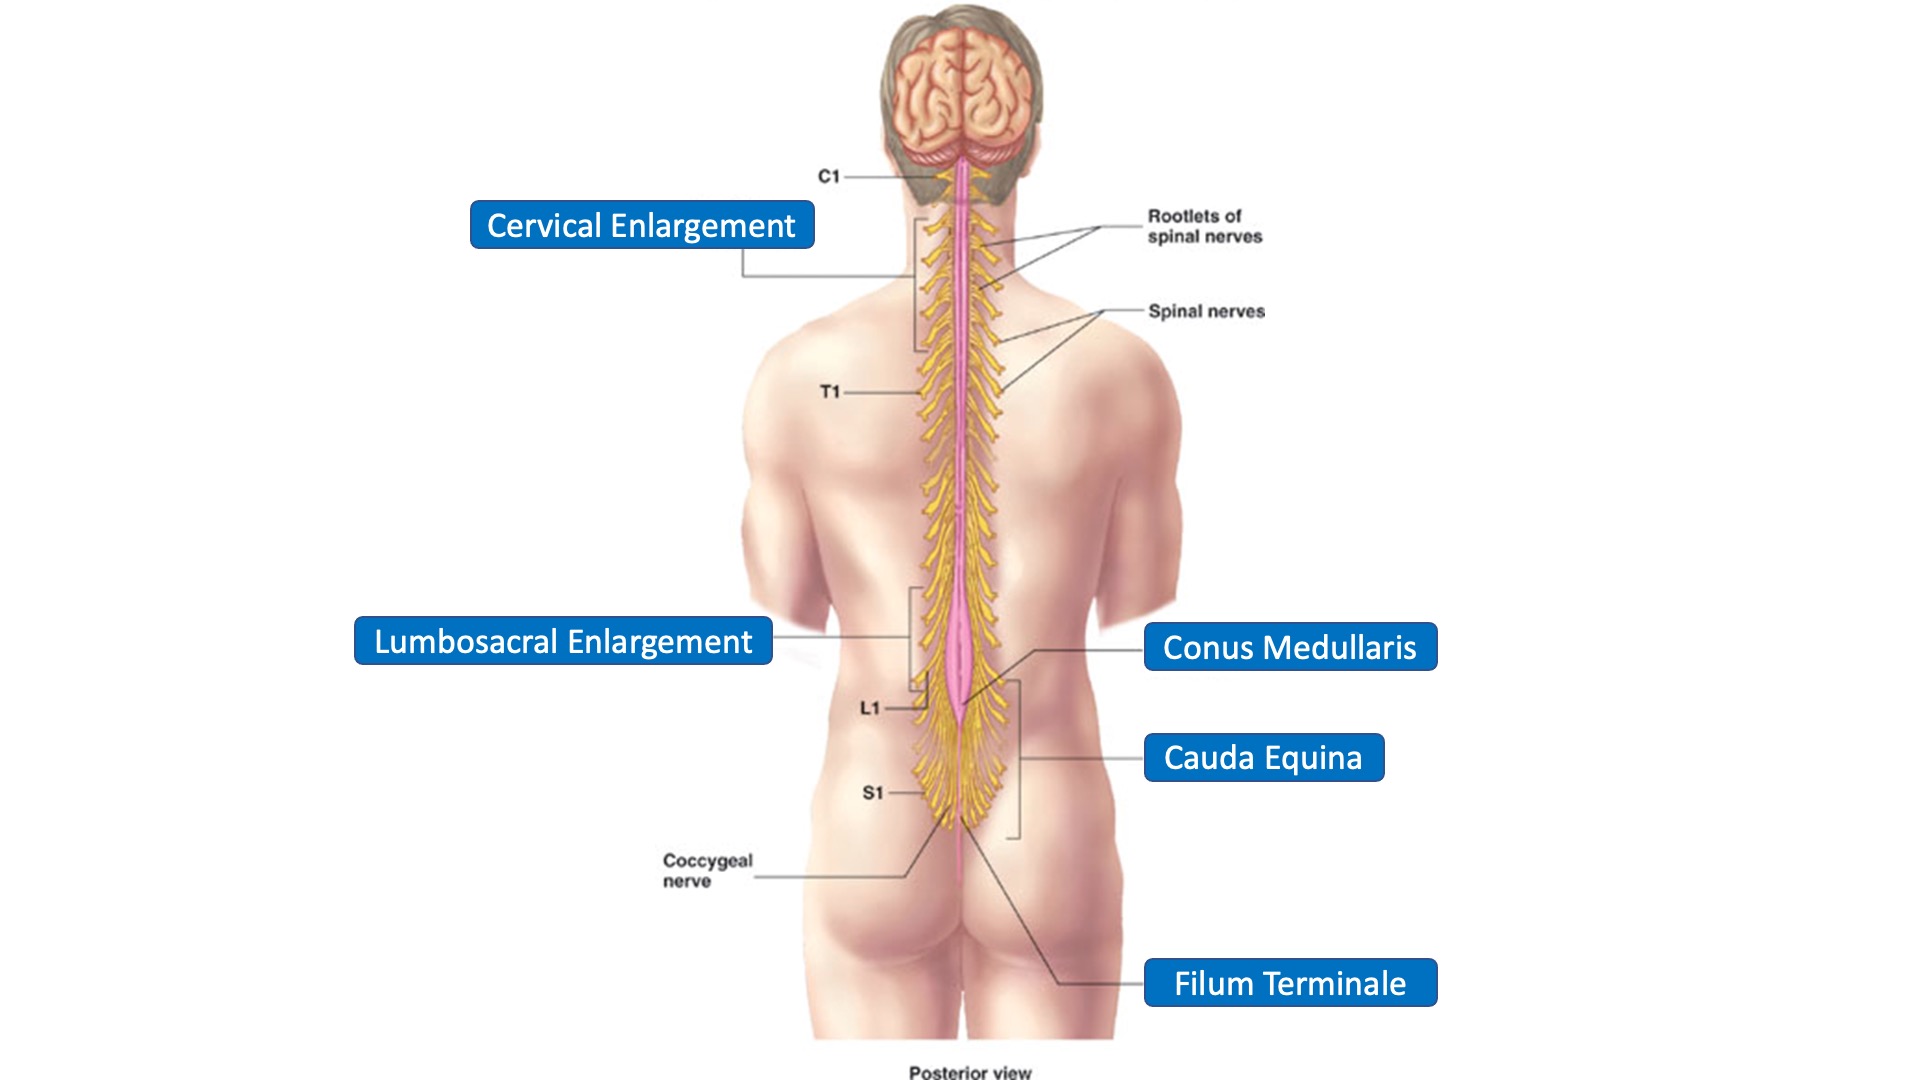 C1
Cervical Enlargement
Rootlets of
spinal nerves
Spinal nerves
T1
Lumbosacral Enlargement
Conus Medullaris
L1
Cauda Equina
S1
Coccygeal
nerve
Filum Terminale
Posterior view